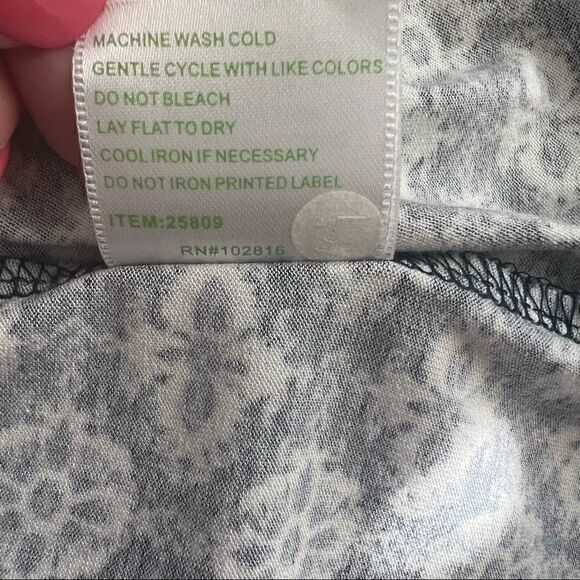 MACHINE WASH COLD
GENTLE CYCLE WITH LIKE COLORS
DO NOT BLEACH
LAY FLAT TO DRY
COOL IRON IF NECESSARY
DO NOT IRON PRINTED LABEL
ITEM:25809
RN#102816